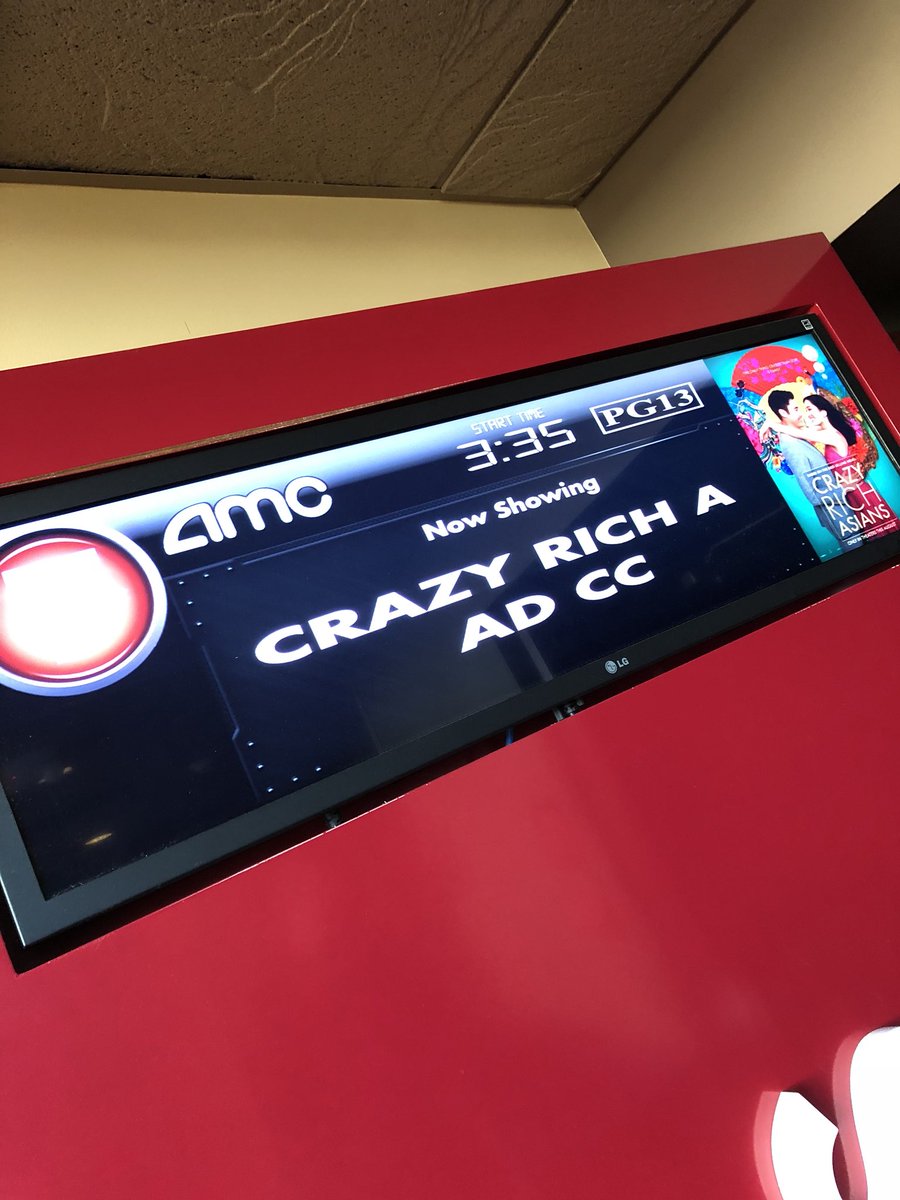 amc
START TIME
3:35
PG13
Now Showing
CRAZY RICH A
AD CC
CRAZY
RICH
ASIANS
LG